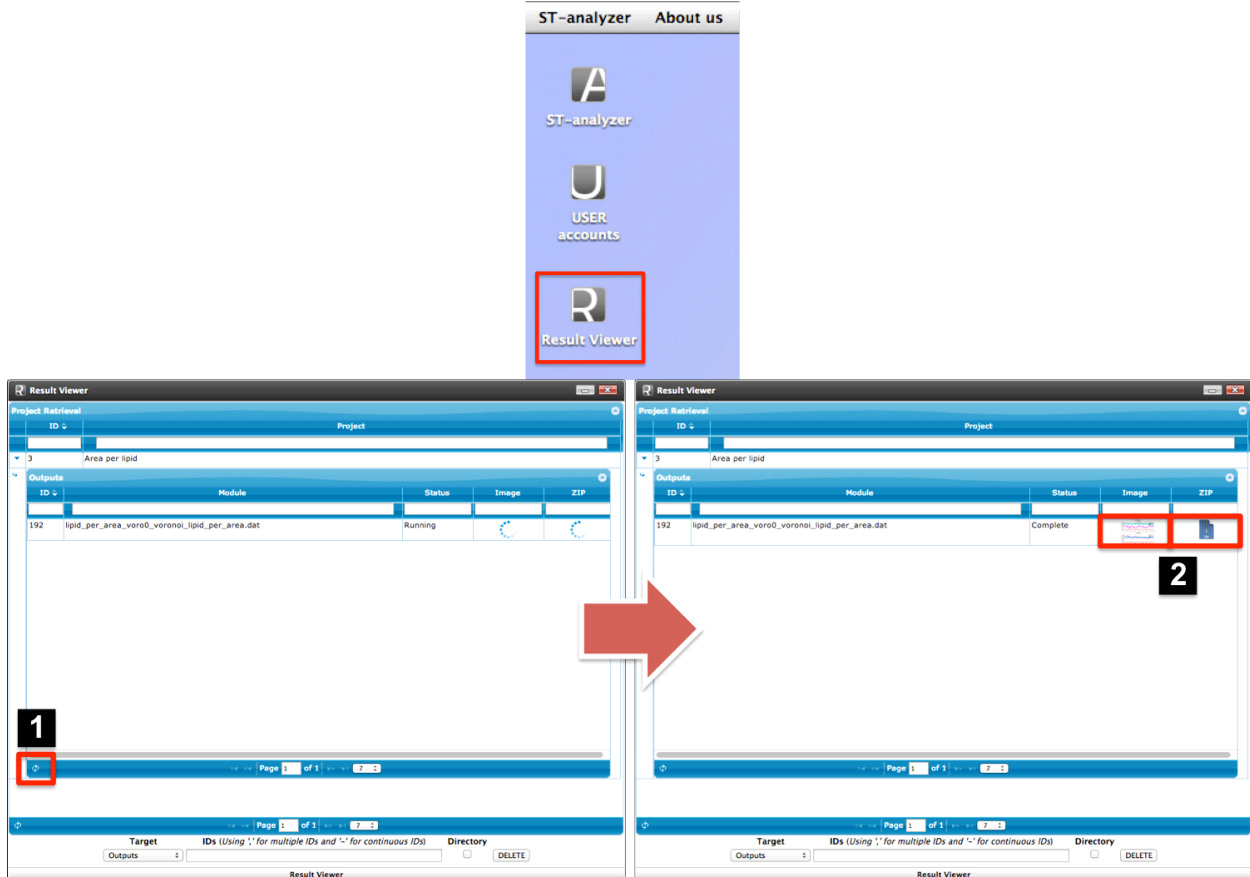 ST-analyzer About us
A
ST-analyzer
U
USER
accounts
R
Result Viewer
R Result Viewer
Project Retrieval
ID Project
3 Area per lipid
Outputs
ID Module Status Image ZIP
192 lipid_per_area_voro0_voronoi_lipid_per_area.dat Running
1
Page 1 of 1 7
Page 1 of 1 7
Target IDs (Using ',' for multiple IDs and '-' for continuous IDs) Directory
Outputs DELETE
Result Viewer
R Result Viewer
Project Retrieval
ID Project
3 Area per lipid
Outputs
ID Module Status Image ZIP
192 lipid_per_area_voro0_voronoi_lipid_per_area.dat Complete
2
Page 1 of 1 7
Page 1 of 1 7
Target IDs (Using ',' for multiple IDs and '-' for continuous IDs) Directory
Outputs DELETE
Result Viewer